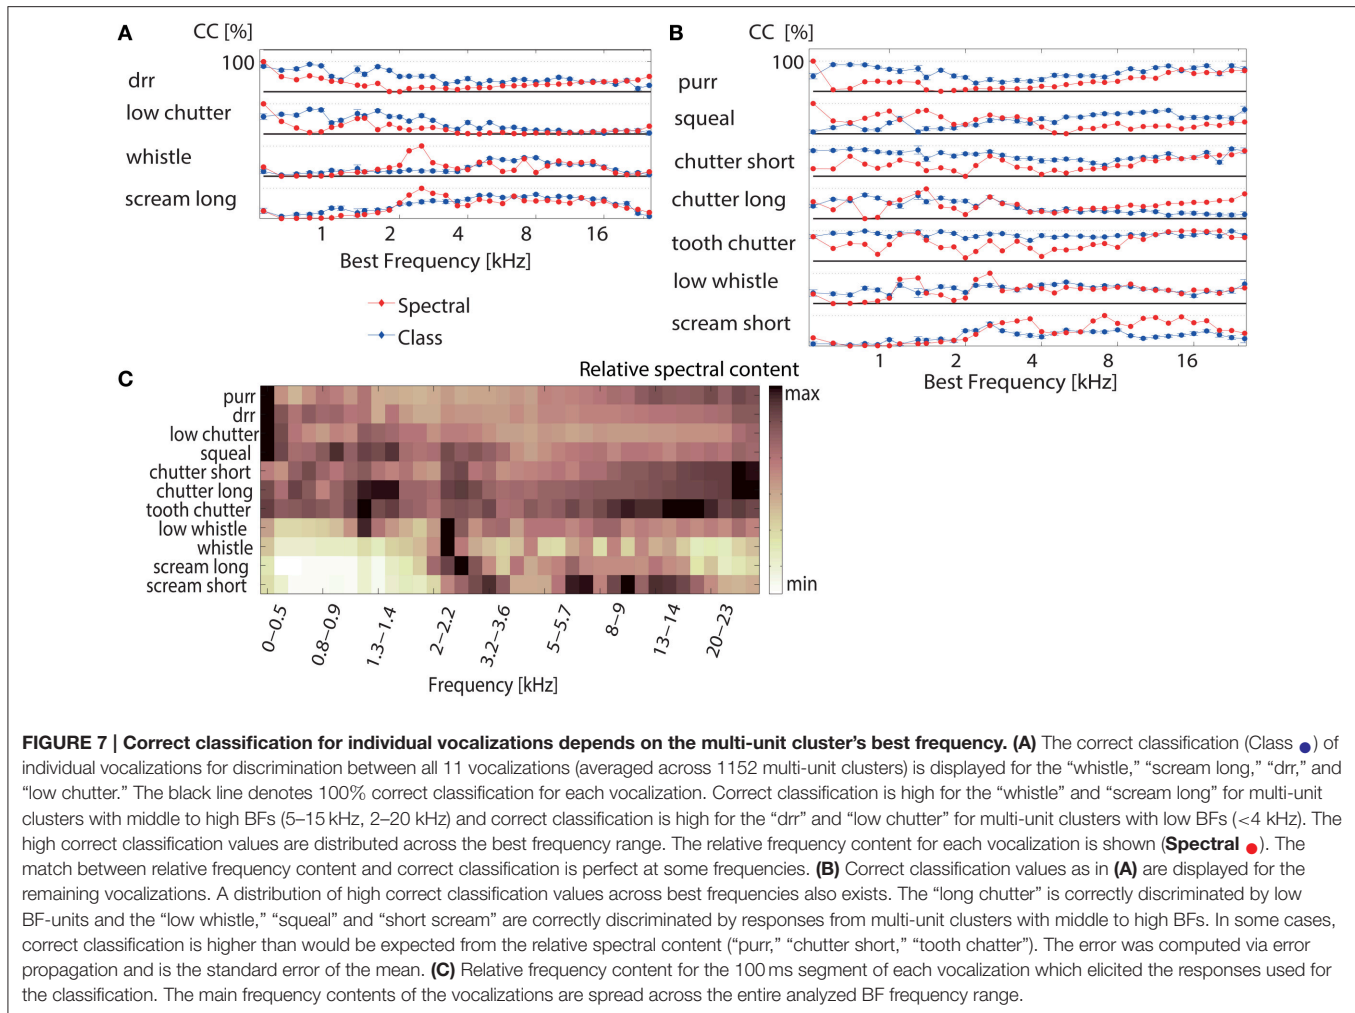 A
CC [%]
100
drr
low chutter
whistle
scream long
1 2 4 8 16
Best Frequency [kHz]
Spectral
Class
B
CC [%]
100
purr
squeal
chutter short
chutter long
tooth chutter
low whistle
scream short
1 2 4 8 16
Best Frequency [kHz]
C
Relative spectral content
max
min
purr
drr
low chutter
squeal
chutter short
chutter long
tooth chutter
low whistle
whistle
scream long
scream short
0–0.5 0.8–0.9 1.3–1.4 2–2.2 3.2–3.6 5–5.7 8–9 13–14 20–23
Frequency [kHz]
FIGURE 7 | Correct classification for individual vocalizations depends on the multi-unit cluster's best frequency. (A) The correct classification (Class ●) of
individual vocalizations for discrimination between all 11 vocalizations (averaged across 1152 multi-unit clusters) is displayed for the "whistle," "scream long," "drr," and
"low chutter." The black line denotes 100% correct classification for each vocalization. Correct classification is high for the "whistle" and "scream long" for multi-unit
clusters with middle to high BFs (5–15 kHz, 2–20 kHz) and correct classification is high for the "drr" and "low chutter" for multi-unit clusters with low BFs (<4 kHz). The
high correct classification values are distributed across the best frequency range. The relative frequency content for each vocalization is shown (Spectral ●). The
match between relative frequency content and correct classification is perfect at some frequencies. (B) Correct classification values as in (A) are displayed for the
remaining vocalizations. A distribution of high correct classification values across best frequencies also exists. The "long chutter" is correctly discriminated by low
BF-units and the "low whistle," "squeal" and "short scream" are correctly discriminated by responses from multi-unit clusters with middle to high BFs. In some cases,
correct classification is higher than would be expected from the relative spectral content ("purr," "chutter short," "tooth chatter"). The error was computed via error
propagation and is the standard error of the mean. (C) Relative frequency content for the 100 ms segment of each vocalization which elicited the responses used for
the classification. The main frequency contents of the vocalizations are spread across the entire analyzed BF frequency range.